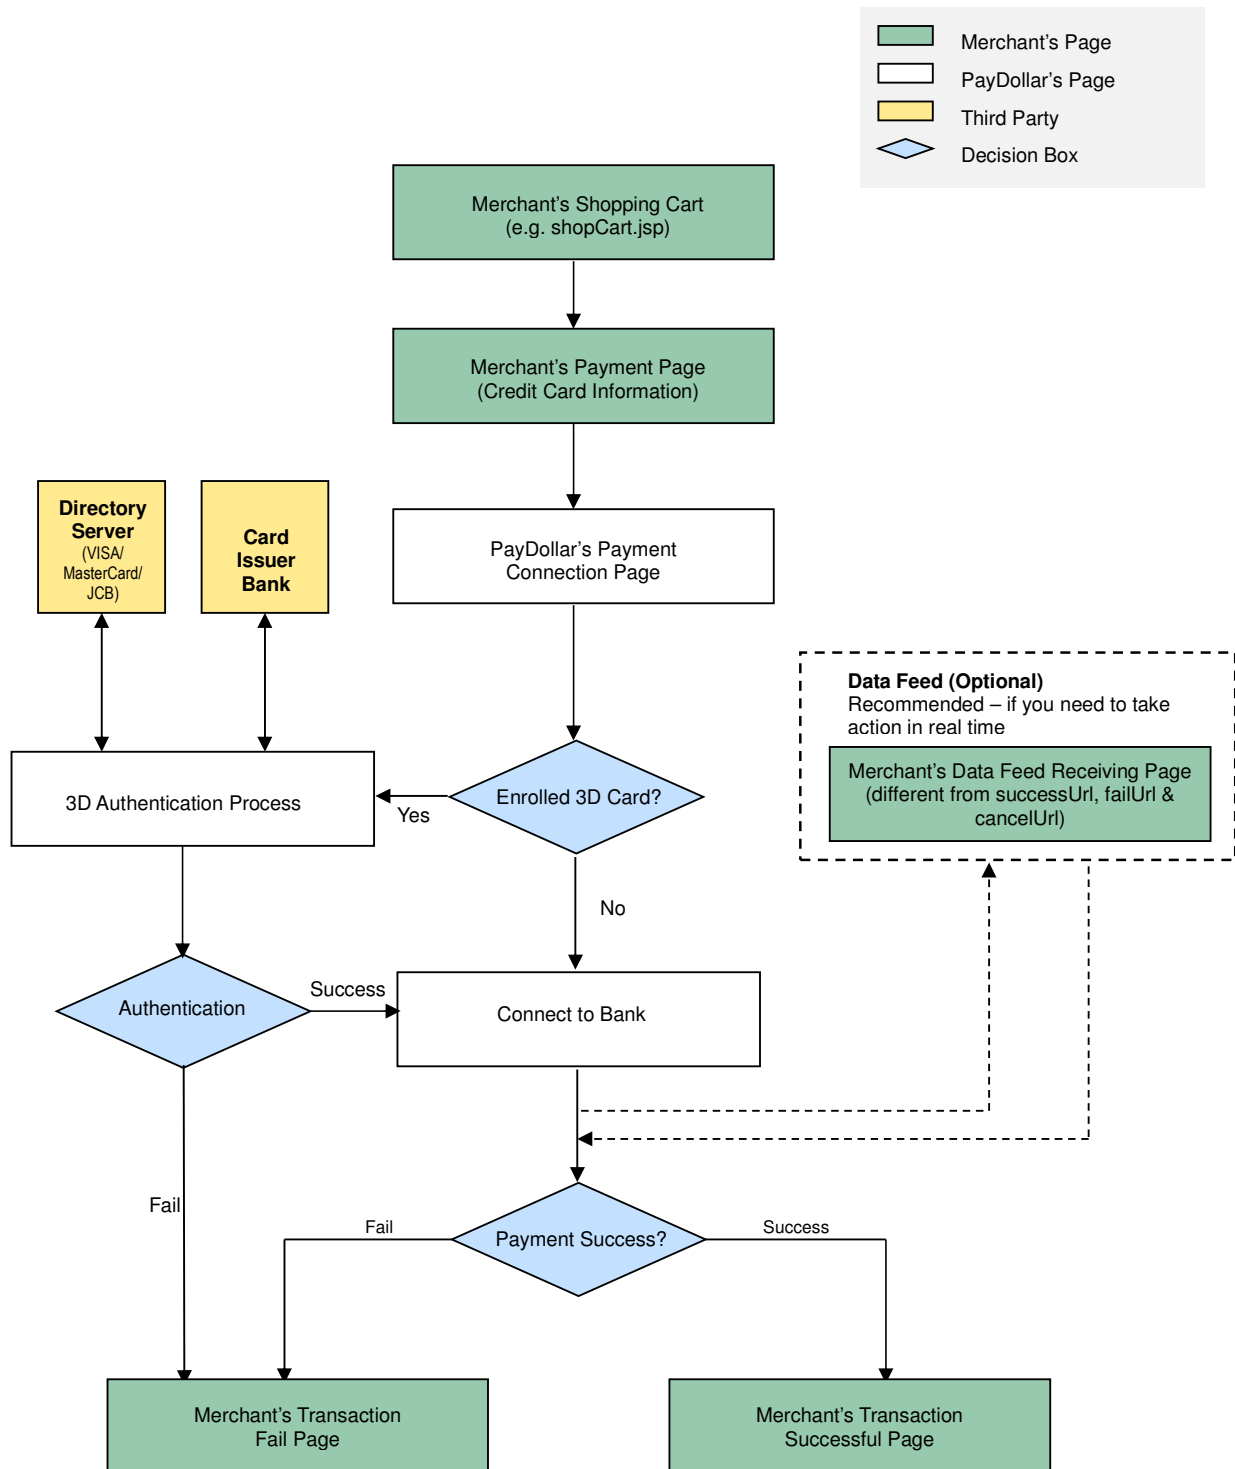 Merchant's Page
PayDollar's Page
Third Party
Decision Box
Merchant's Shopping Cart
(e.g. shopCart.jsp)
Merchant's Payment Page
(Credit Card Information)
Directory
Server
(VISA/
MasterCard/
JCB)
Card
Issuer
Bank
PayDollar's Payment
Connection Page
Data Feed (Optional)
Recommended – if you need to take
action in real time
Merchant's Data Feed Receiving Page
(different from successUrl, failUrl &
cancelUrl)
3D Authentication Process
Yes
Enrolled 3D Card?
No
Authentication
Success
Connect to Bank
Fail
Fail
Payment Success?
Success
Merchant's Transaction
Fail Page
Merchant's Transaction
Successful Page